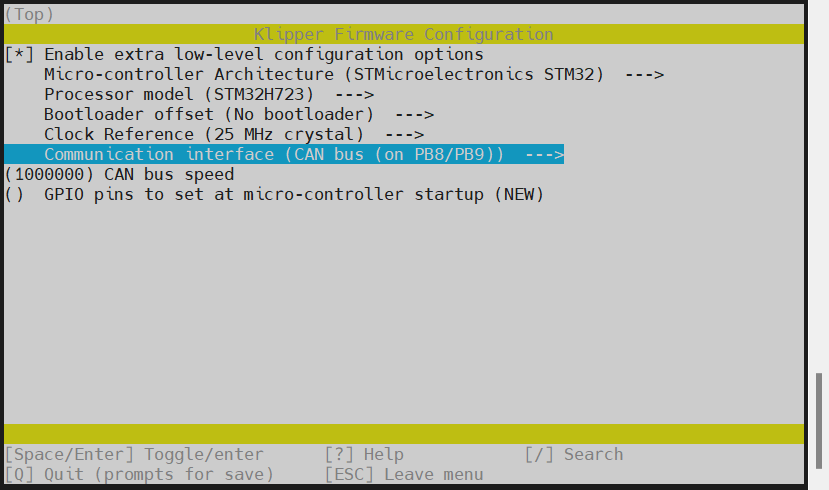 (Top)
Klipper Firmware Configuration
[*] Enable extra low-level configuration options
Micro-controller Architecture (STMicroelectronics STM32)  --->
Processor model (STM32H723)  --->
Bootloader offset (No bootloader)  --->
Clock Reference (25 MHz crystal)  --->
Communication interface (CAN bus (on PB8/PB9))  --->
(1000000) CAN bus speed
()  GPIO pins to set at micro-controller startup (NEW)
[Space/Enter] Toggle/enter      [?] Help            [/] Search
[Q] Quit (prompts for save)     [ESC] Leave menu